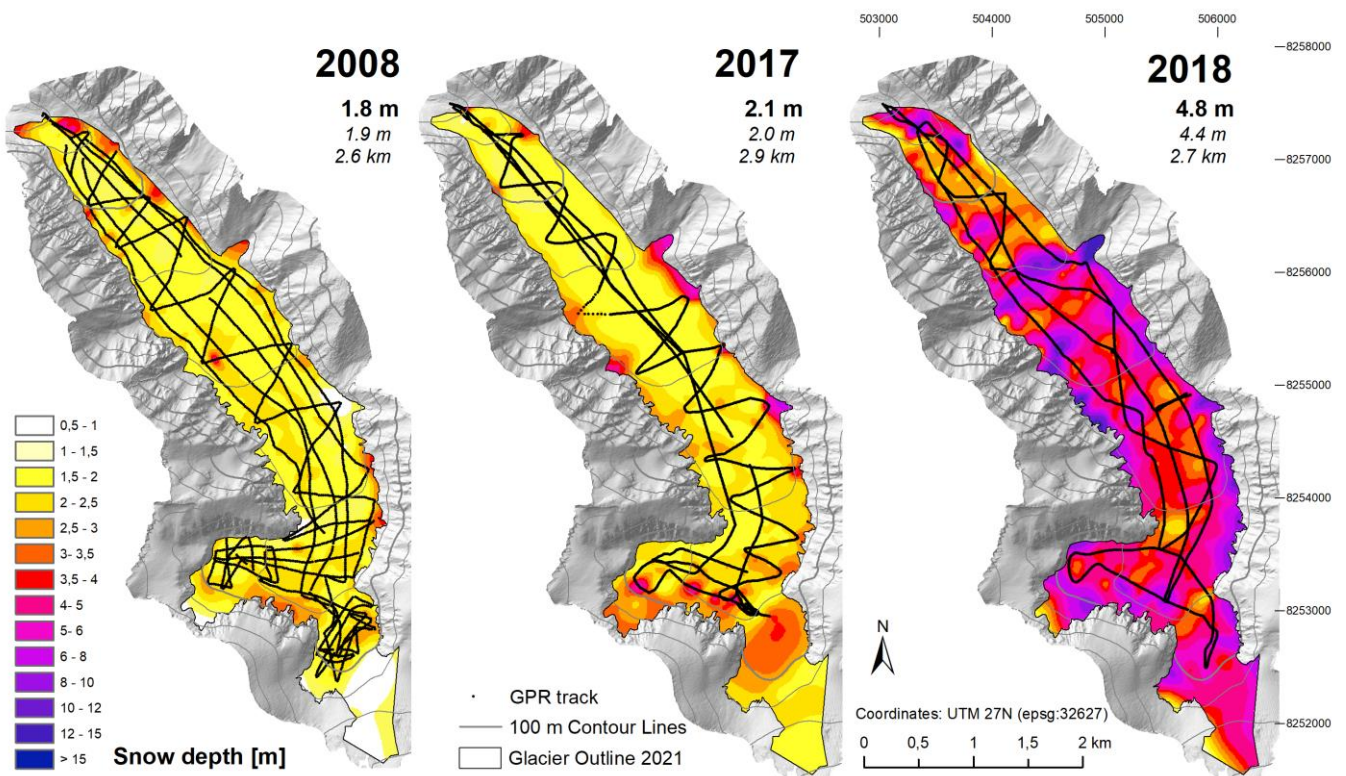 2008
1.8 m
1.9 m
2.6 km
2017
2.1 m
2.0 m
2.9 km
2018
4.8 m
4.4 m
2.7 km
503000 504000 505000 506000
8258000
8257000
8256000
8255000
8254000
8253000
8252000
0,5 - 1
1 - 1,5
1,5 - 2
2 - 2,5
2,5 - 3
3 - 3,5
3,5 - 4
4 - 5
5 - 6
6 - 8
8 - 10
10 - 12
12 - 15
> 15
Snow depth [m]
GPR track
100 m Contour Lines
Glacier Outline 2021
N
Coordinates: UTM 27N (epsg:32627)
0 0,5 1 1,5 2 km